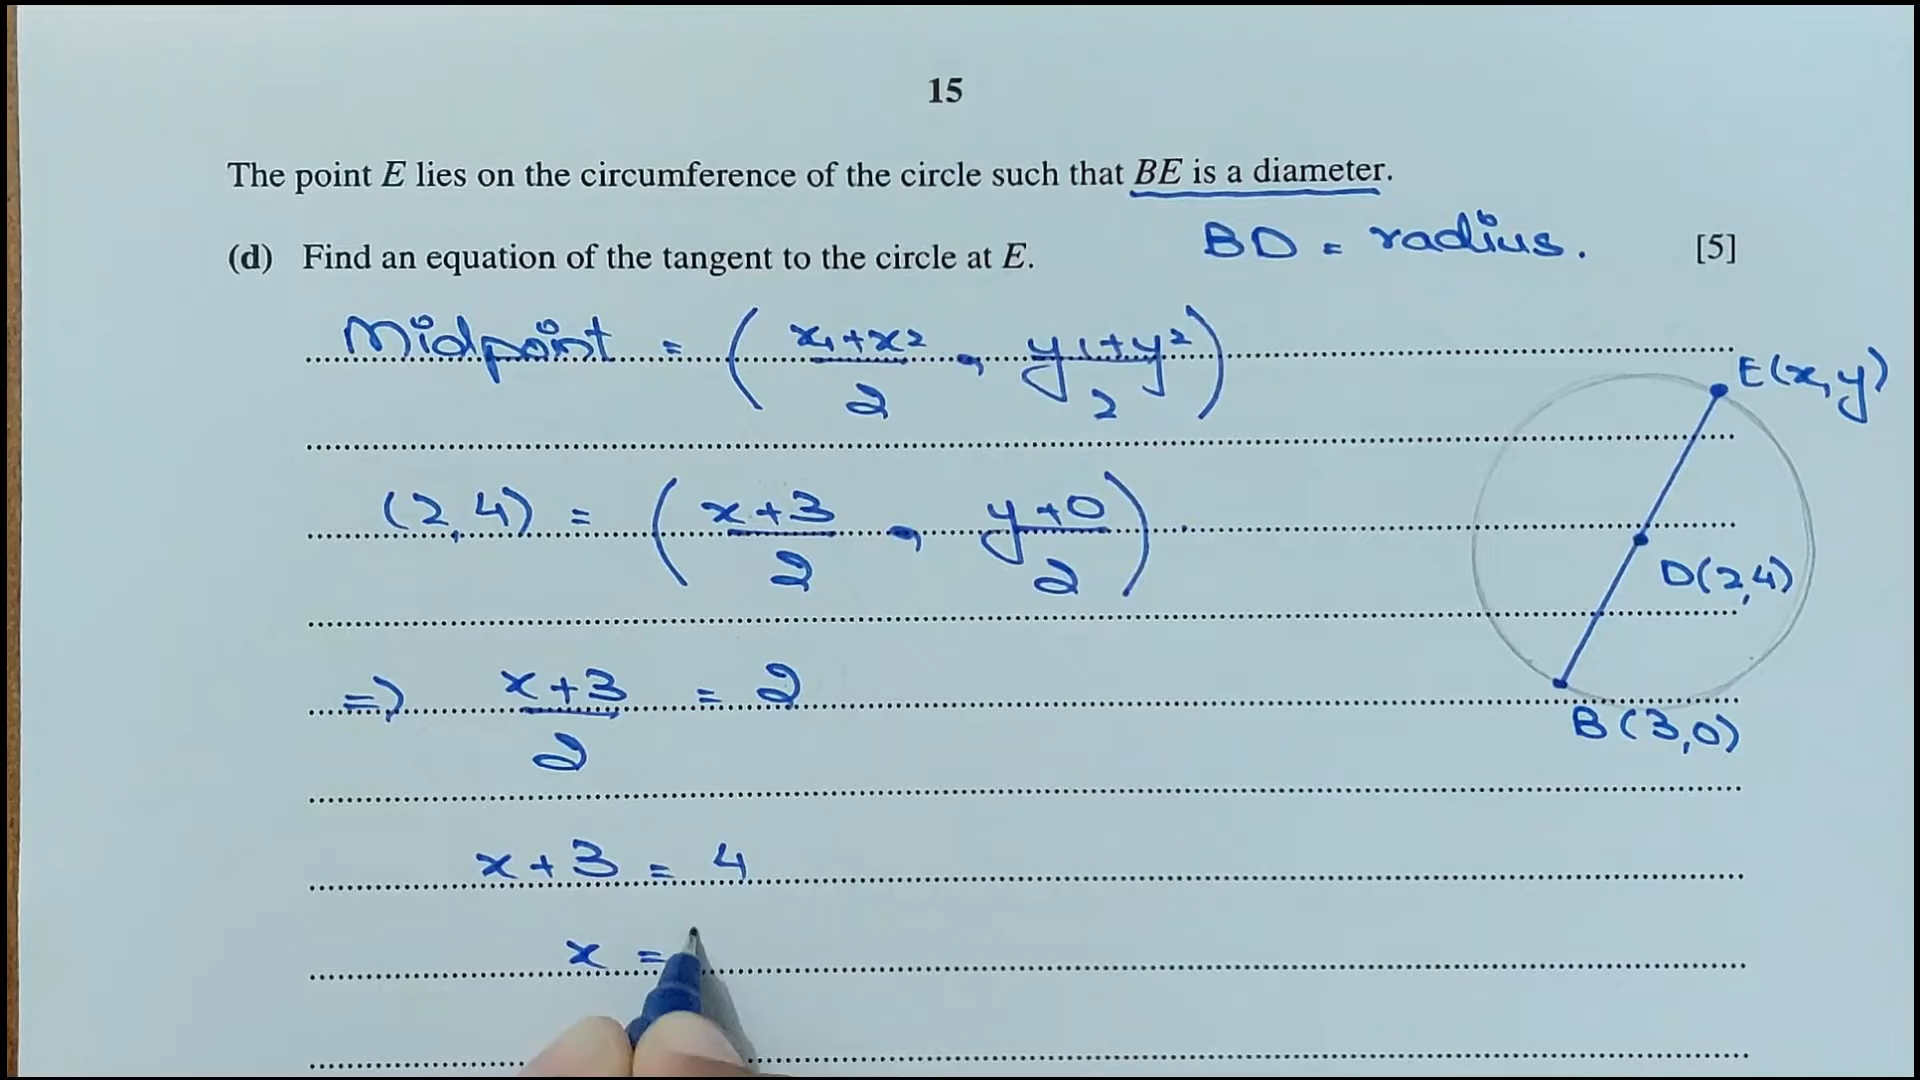 15
The point E lies on the circumference of the circle such that BE is a diameter.
BD = radius.
(d) Find an equation of the tangent to the circle at E. [5]
Midpoint = ( x1+x2 / 2 , y1+y2 / 2 )
E(x,y)
(2,4) = ( x+3 / 2 , y+0 / 2 )
D(2,4)
=> x+3 / 2 = 2
B(3,0)
x+3 = 4
x =